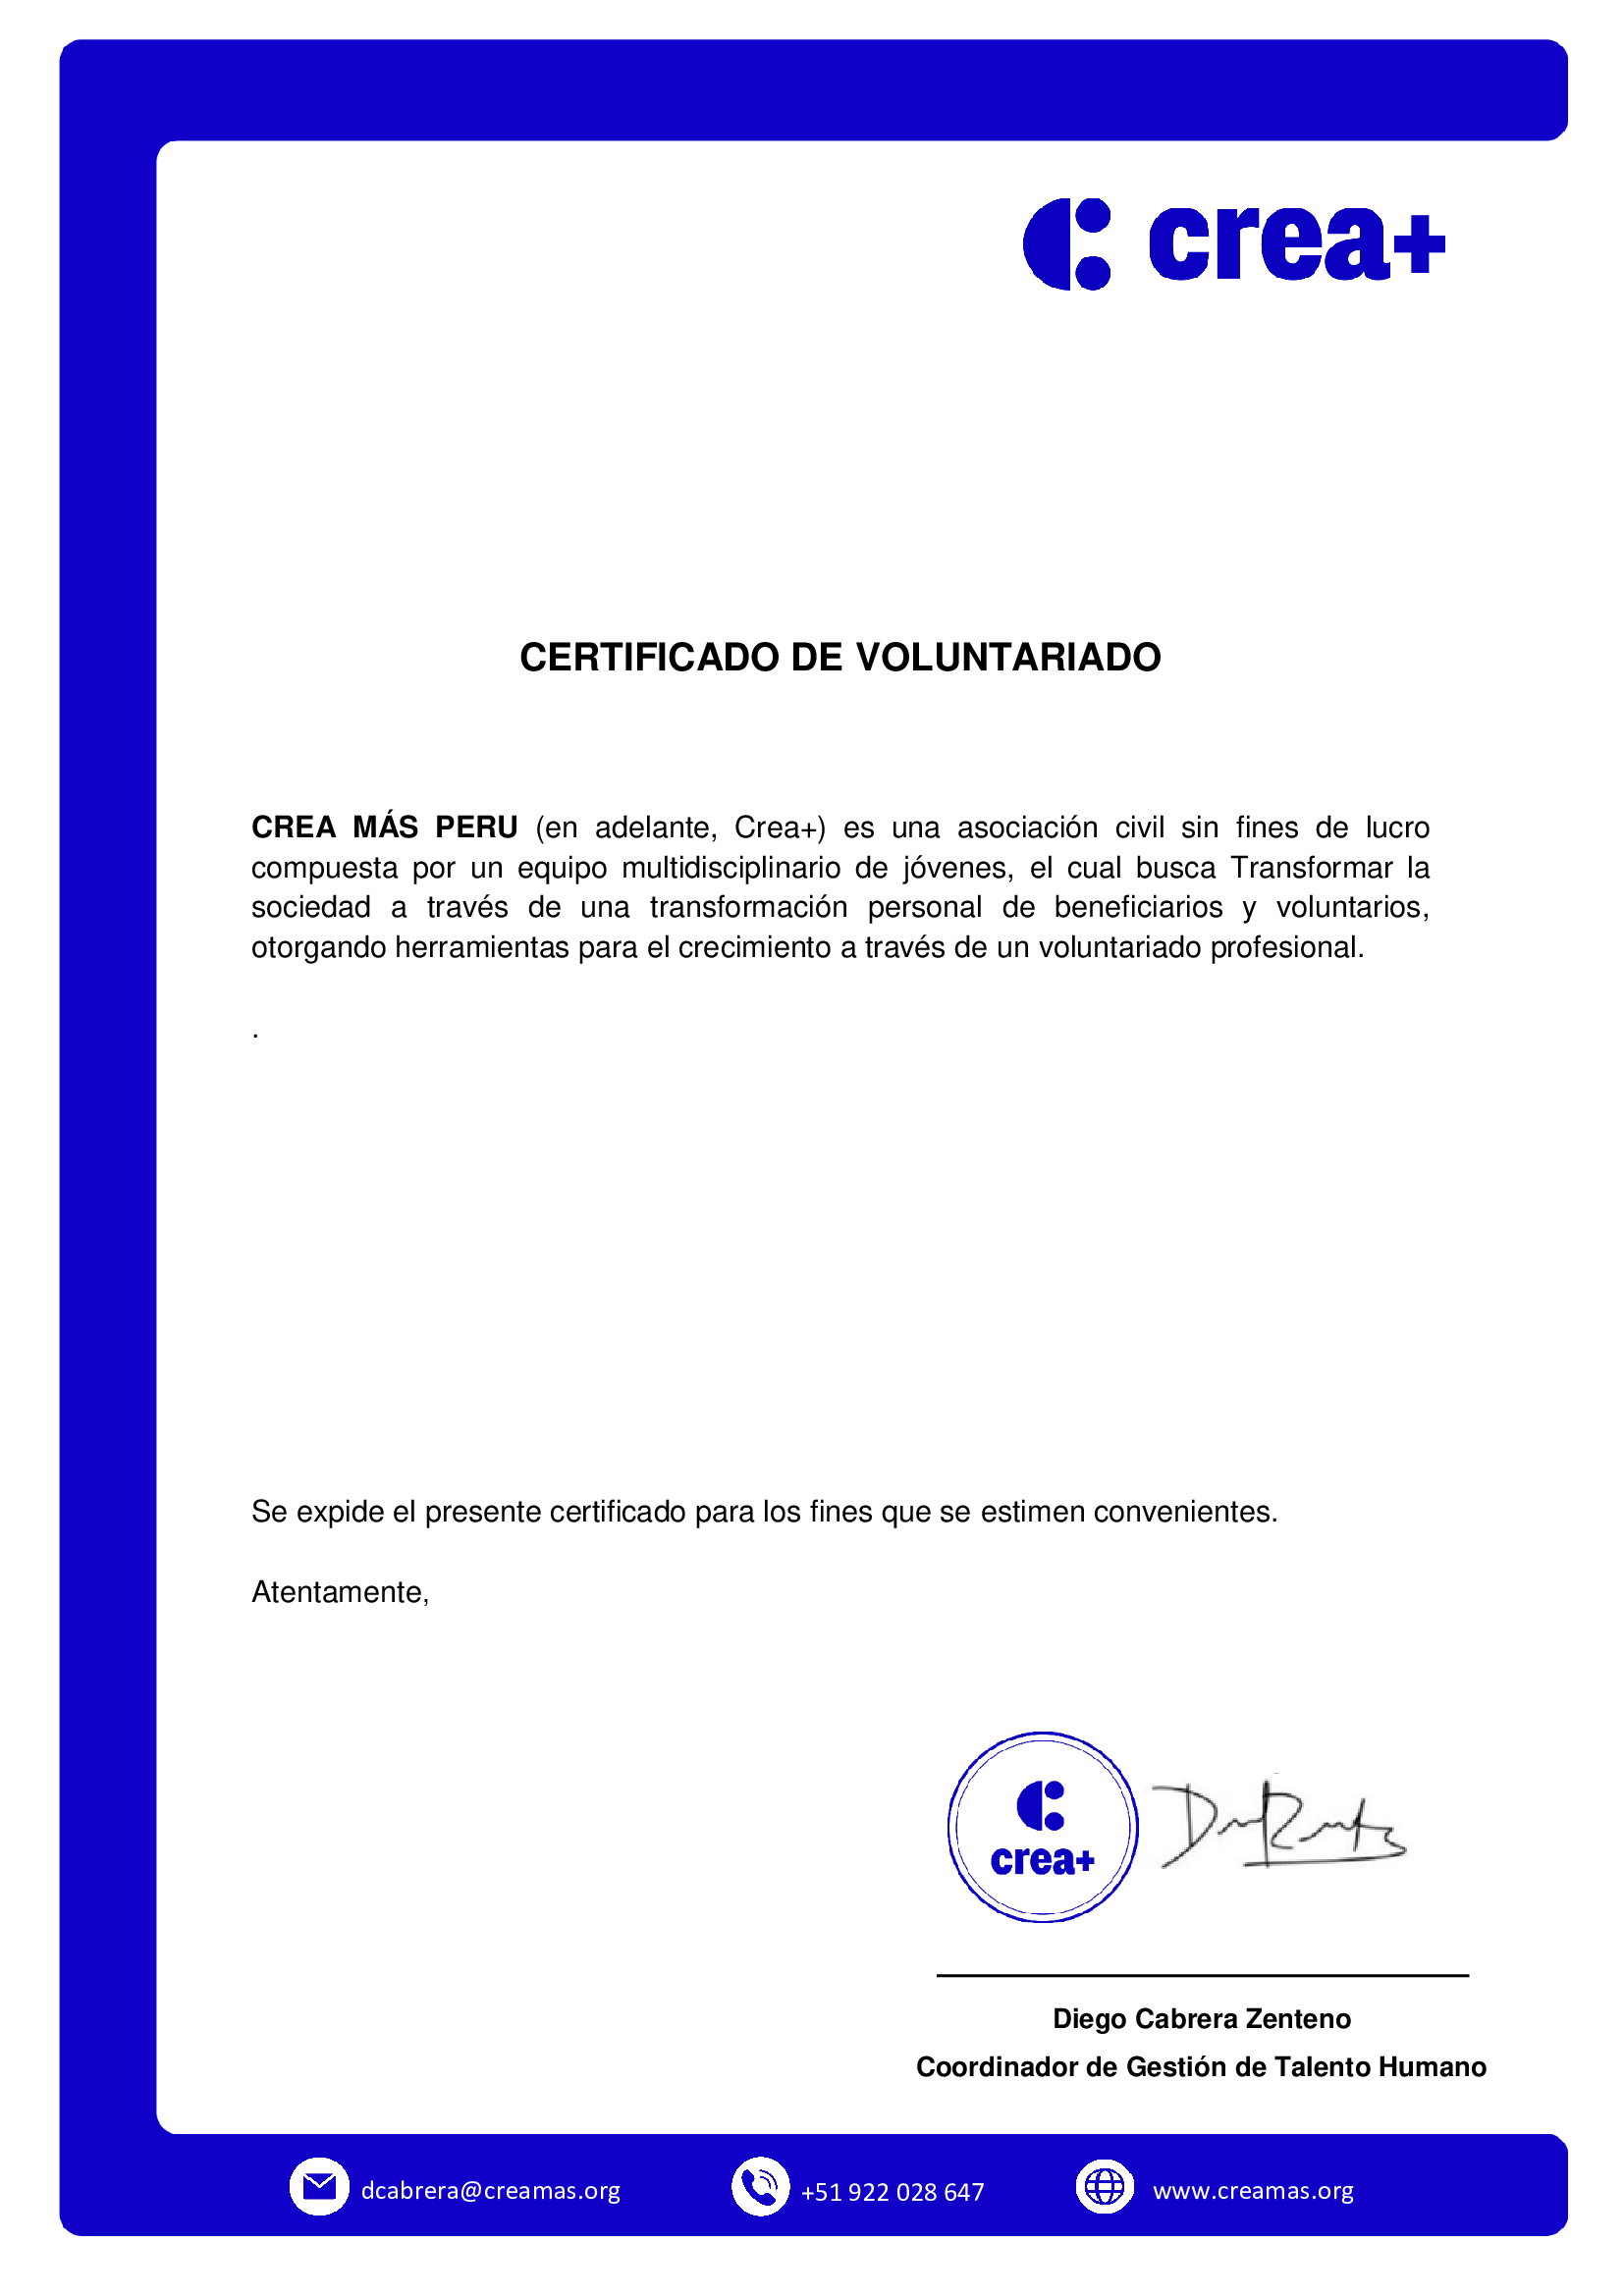 crea+
CERTIFICADO DE VOLUNTARIADO
CREA MÁS PERU (en adelante, Crea+) es una asociación civil sin fines de lucro
compuesta por un equipo multidisciplinario de jóvenes, el cual busca Transformar la
sociedad a través de una transformación personal de beneficiarios y voluntarios,
otorgando herramientas para el crecimiento a través de un voluntariado profesional.
.
Se expide el presente certificado para los fines que se estimen convenientes.
Atentamente,
crea+
Diego Cabrera Zenteno
Coordinador de Gestión de Talento Humano
dcabrera@creamas.org
+51 922 028 647
www.creamas.org